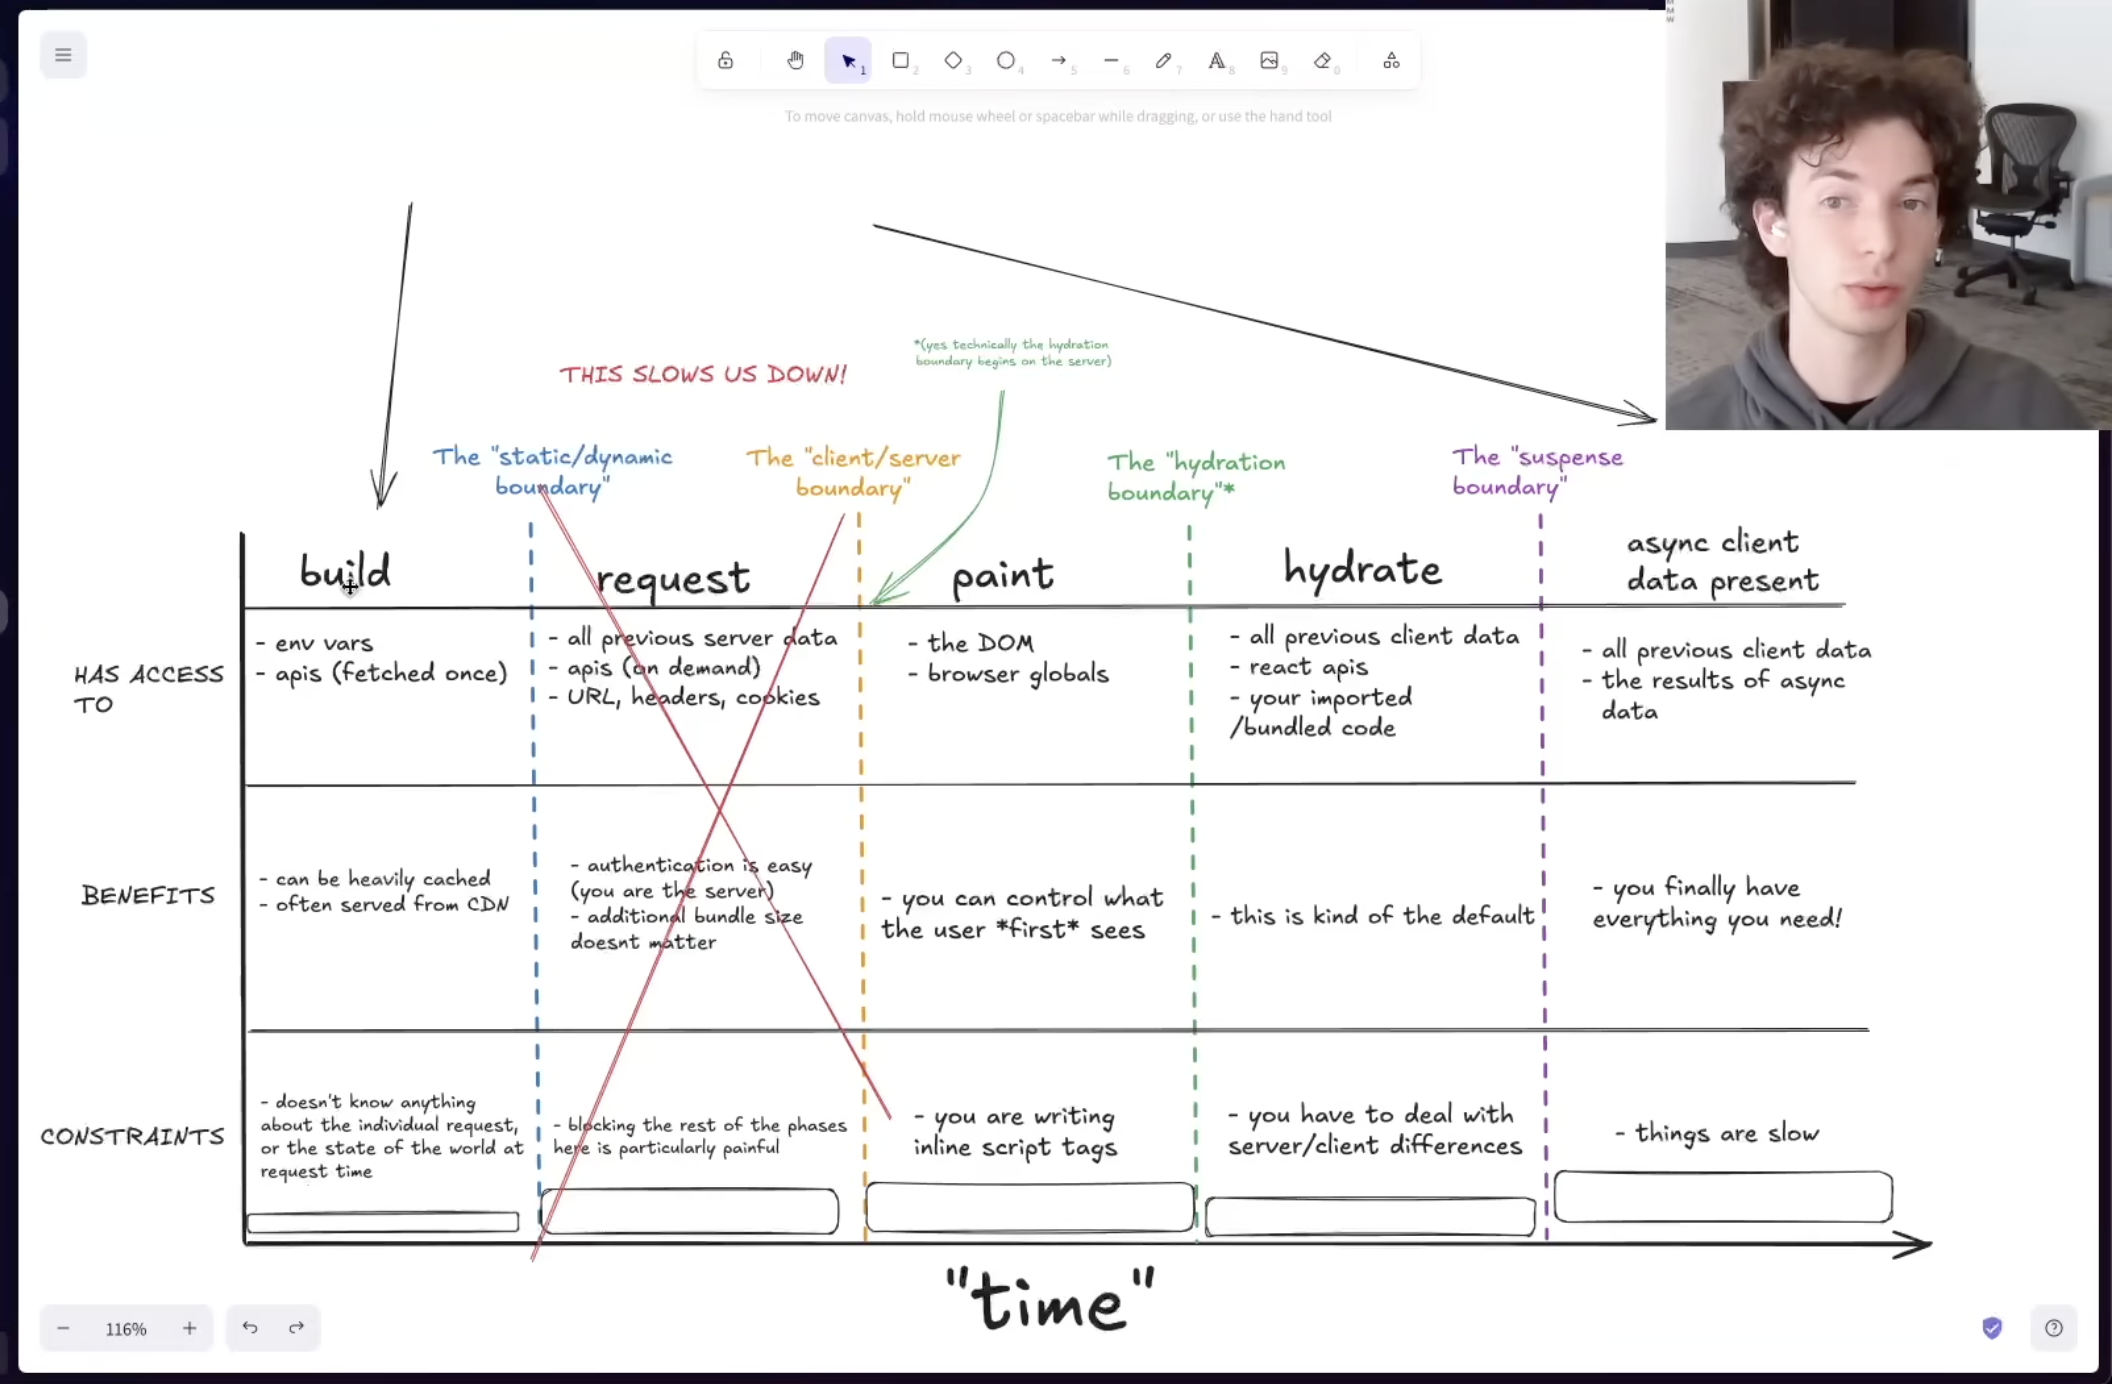 1
2
3
4
5
6
7
8
9
0
To move canvas, hold mouse wheel or spacebar while dragging, or use the hand tool
M
M
W
*(yes technically the hydration
boundary begins on the server)
THIS SLOWS US DOWN!
The "static/dynamic
boundary"
The "client/server
boundary"
The "hydration
boundary"*
The "suspense
boundary"
build
request
paint
hydrate
async client
data present
HAS ACCESS
TO
- env vars
- apis (fetched once)
- all previous server data
- apis (on demand)
- URL, headers, cookies
- the DOM
- browser globals
- all previous client data
- react apis
- your imported
/bundled code
- all previous client data
- the results of async
data
BENEFITS
- can be heavily cached
- often served from CDN
- authentication is easy
(you are the server)
- additional bundle size
doesnt matter
- you can control what
the user *first* sees
- this is kind of the default
- you finally have
everything you need!
CONSTRAINTS
- doesn't know anything
about the individual request,
or the state of the world at
request time
- blocking the rest of the phases
here is particularly painful
- you are writing
inline script tags
- you have to deal with
server/client differences
- things are slow
"time"
116%